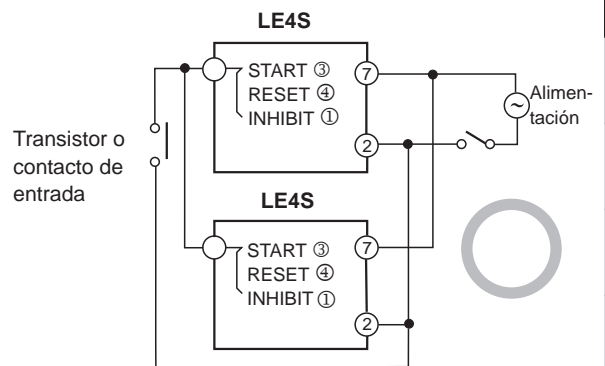 LE4S
START ③
RESET ④
INHIBIT ①
7
2
Alimen-
tación
~
Transistor o
contacto de
entrada
LE4S
START ③
RESET ④
INHIBIT ①
7
2